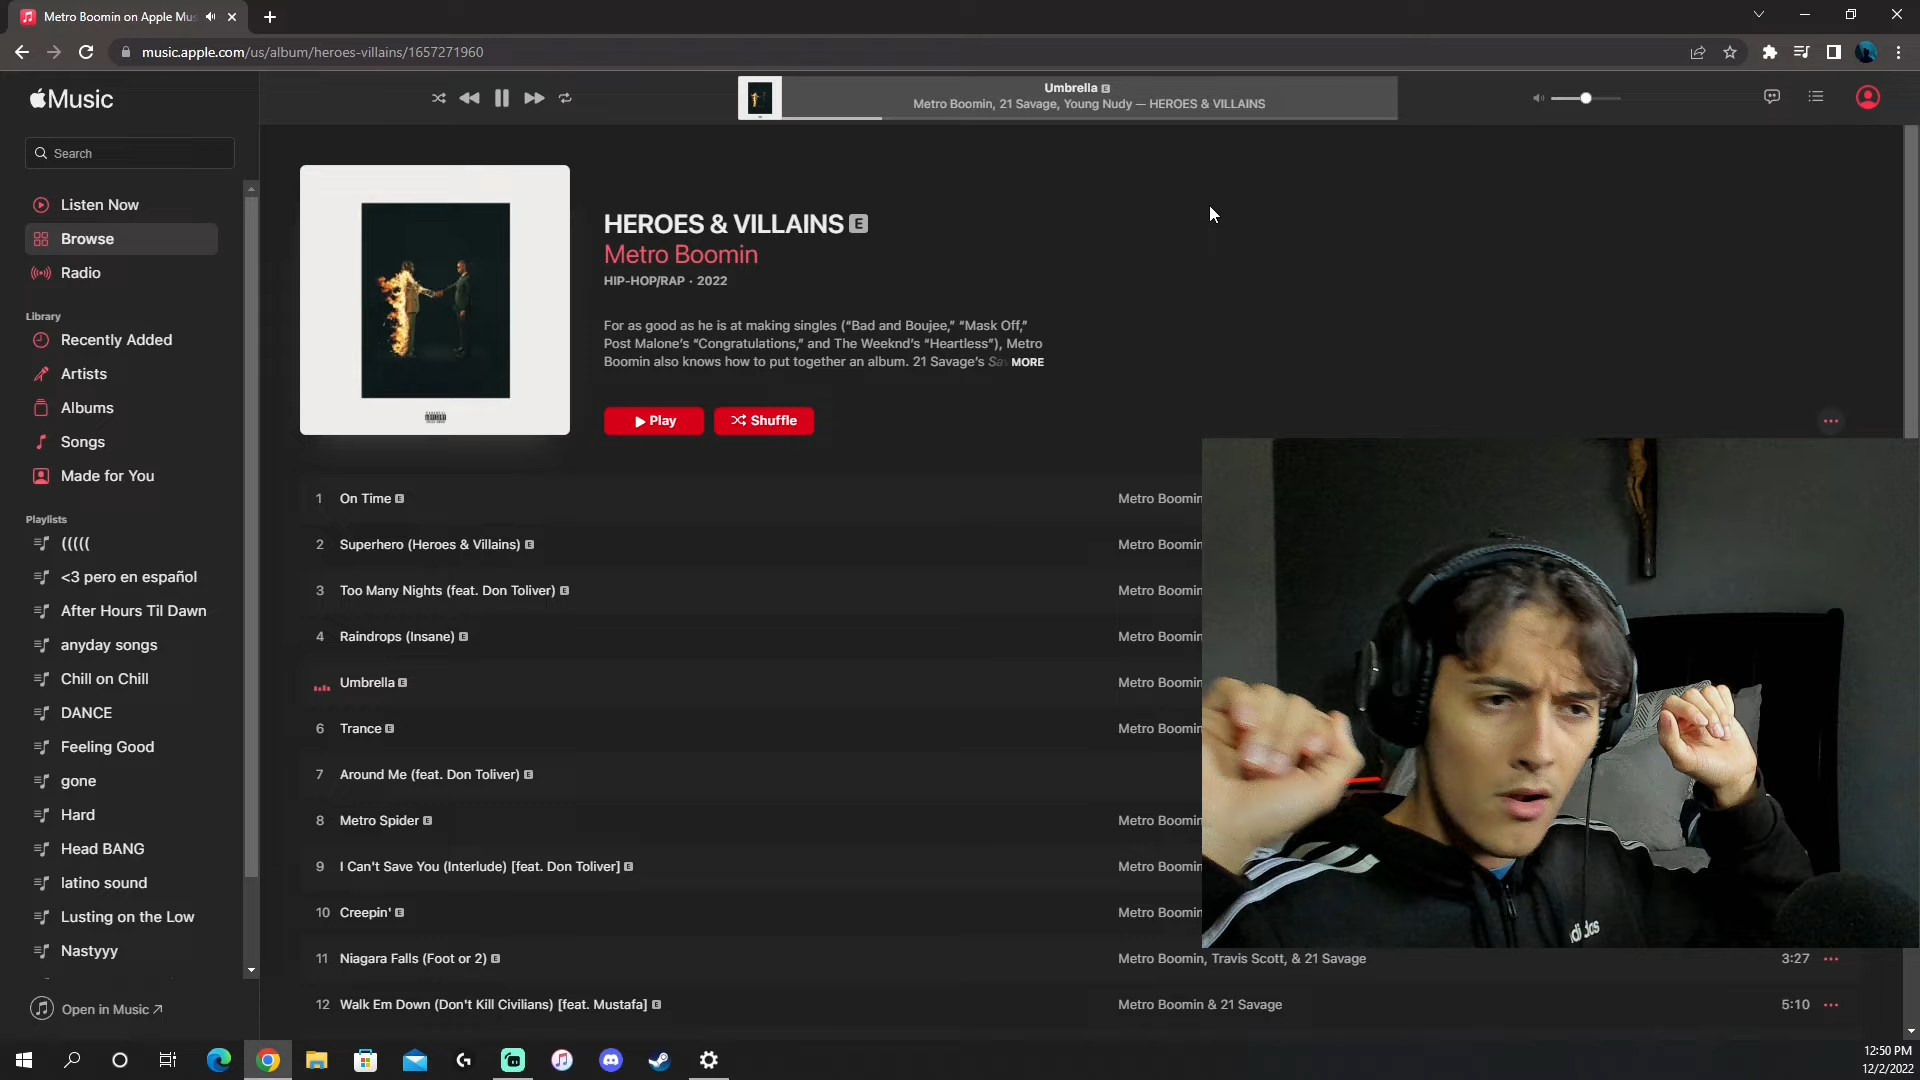 Metro Boomin on Apple Mus
music.apple.com/us/album/heroes-villains/1657271960
Music
Umbrella E
Metro Boomin, 21 Savage, Young Nudy — HEROES & VILLAINS
Search
Listen Now
Browse
Radio
Library
Recently Added
Artists
Albums
Songs
Made for You
Playlists
(((((
<3 pero en español
After Hours Til Dawn
anyday songs
Chill on Chill
DANCE
Feeling Good
gone
Hard
Head BANG
latino sound
Lusting on the Low
Nastyyy
Open in Music
HEROES & VILLAINS E
Metro Boomin
HIP-HOP/RAP · 2022
For as good as he is at making singles (“Bad and Boujee,” “Mask Off,”
Post Malone’s “Congratulations,” and The Weeknd’s “Heartless”), Metro
Boomin also knows how to put together an album. 21 Savage’s Sa MORE
Play
Shuffle
1 On Time E Metro Boomin
2 Superhero (Heroes & Villains) E Metro Boomin
3 Too Many Nights (feat. Don Toliver) E Metro Boomin
4 Raindrops (Insane) E Metro Boomin
Umbrella E Metro Boomin
6 Trance E Metro Boomin
7 Around Me (feat. Don Toliver) E
8 Metro Spider E Metro Boomin
9 I Can't Save You (Interlude) [feat. Don Toliver] E Metro Boomin
10 Creepin' E Metro Boomin
11 Niagara Falls (Foot or 2) E Metro Boomin, Travis Scott, & 21 Savage 3:27
12 Walk Em Down (Don't Kill Civilians) [feat. Mustafa] E Metro Boomin & 21 Savage 5:10
adidas
12:50 PM
12/2/2022